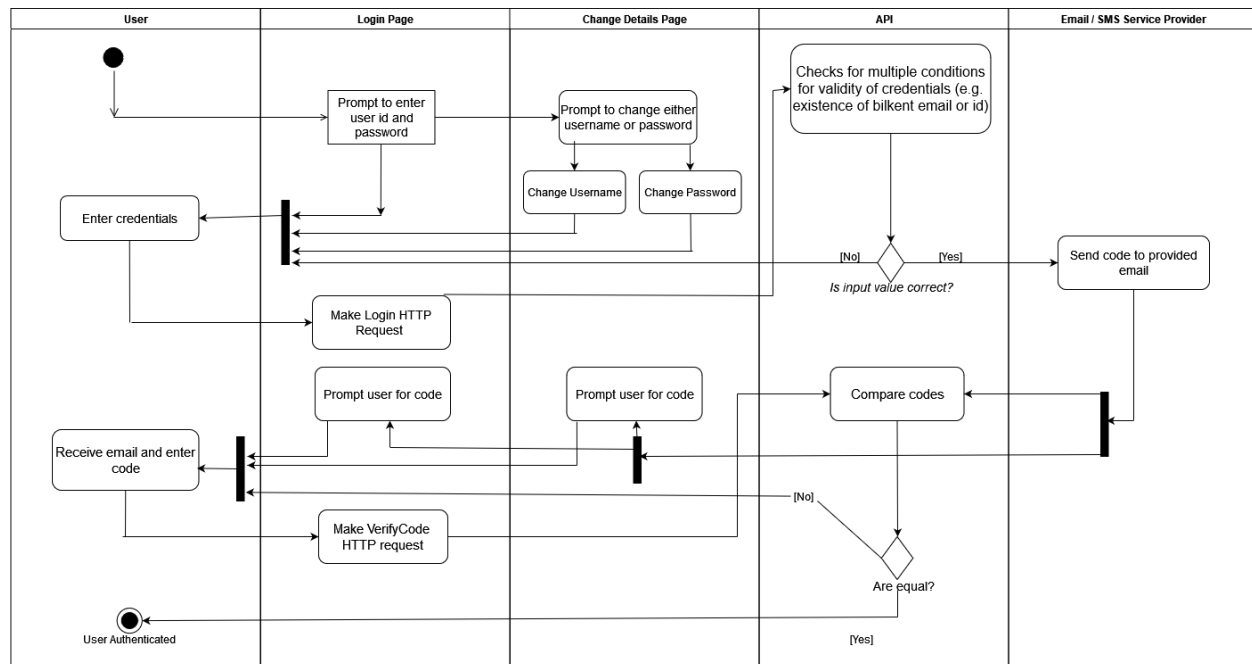 User
Login Page
Change Details Page
API
Email / SMS Service Provider
Prompt to enter
user id and
password
Prompt to change either
username or password
Checks for multiple conditions
for validity of credentials (e.g.
existence of bilkent email or id)
Change Username
Change Password
Enter credentials
[No]
[Yes]
Is input value correct?
Send code to provided
email
Make Login HTTP
Request
Prompt user for code
Prompt user for code
Compare codes
Receive email and enter
code
[No]
Make VerifyCode
HTTP request
Are equal?
[Yes]
User Authenticated